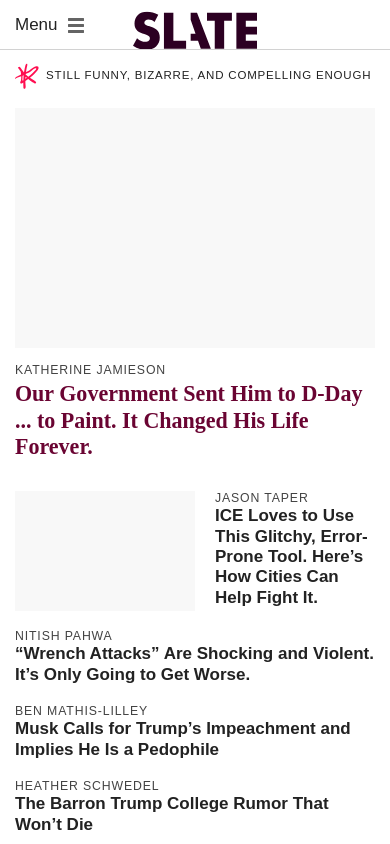 Menu
SLATE
STILL FUNNY, BIZARRE, AND COMPELLING ENOUGH
KATHERINE JAMIESON
Our Government Sent Him to D-Day
... to Paint. It Changed His Life
Forever.
JASON TAPER
ICE Loves to Use
This Glitchy, Error-
Prone Tool. Here’s
How Cities Can
Help Fight It.
NITISH PAHWA
“Wrench Attacks” Are Shocking and Violent.
It’s Only Going to Get Worse.
BEN MATHIS-LILLEY
Musk Calls for Trump’s Impeachment and
Implies He Is a Pedophile
HEATHER SCHWEDEL
The Barron Trump College Rumor That
Won’t Die